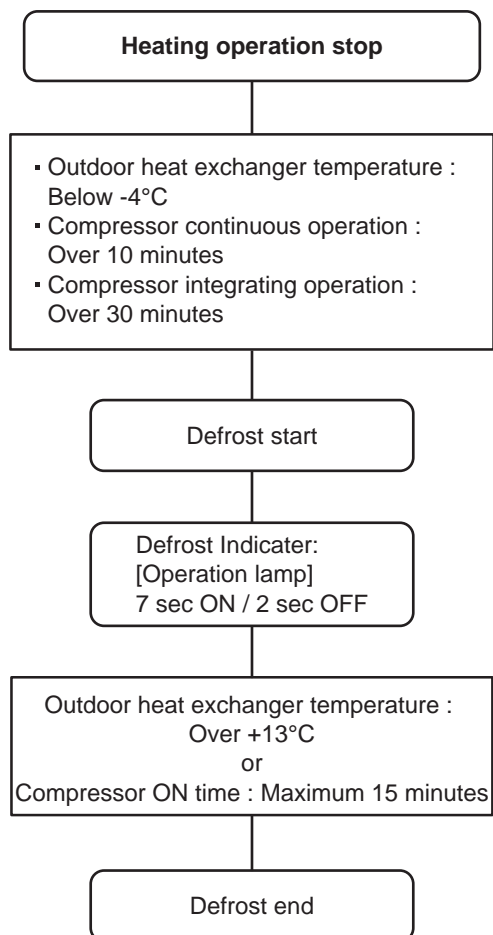 Heating operation stop
▪ Outdoor heat exchanger temperature :
Below -4°C
▪ Compressor continuous operation :
Over 10 minutes
▪ Compressor integrating operation :
Over 30 minutes
Defrost start
Defrost Indicater:
[Operation lamp]
7 sec ON / 2 sec OFF
Outdoor heat exchanger temperature :
Over +13°C
or
Compressor ON time : Maximum 15 minutes
Defrost end